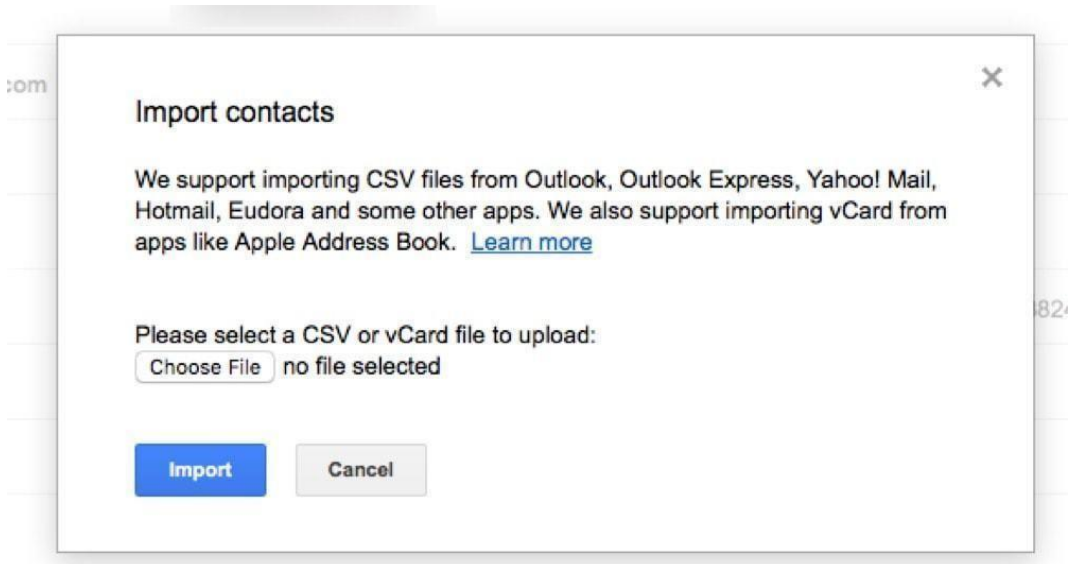 com
×
Import contacts
We support importing CSV files from Outlook, Outlook Express, Yahoo! Mail,
Hotmail, Eudora and some other apps. We also support importing vCard from
apps like Apple Address Book. Learn more
Please select a CSV or vCard file to upload:
Choose File no file selected
Import Cancel